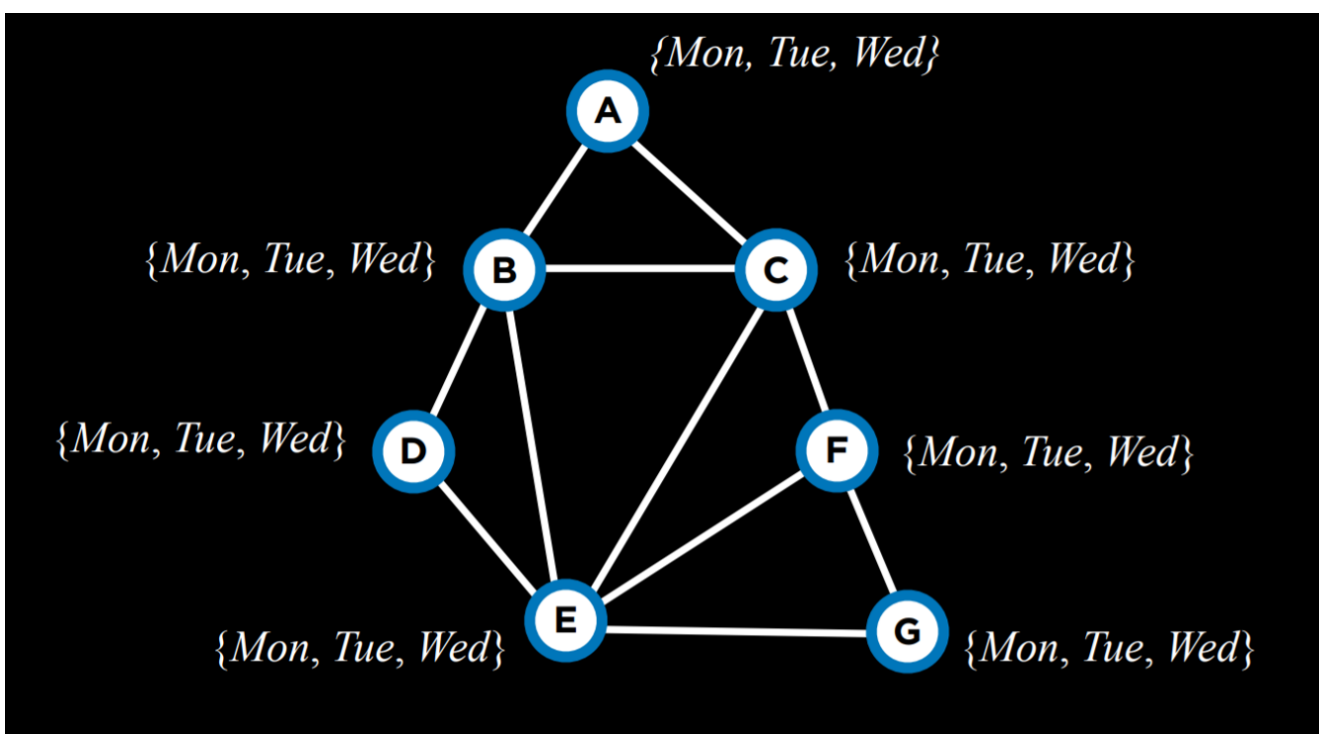 {Mon, Tue, Wed}
A
{Mon, Tue, Wed} B C {Mon, Tue, Wed}
{Mon, Tue, Wed} D F {Mon, Tue, Wed}
{Mon, Tue, Wed} E G {Mon, Tue, Wed}